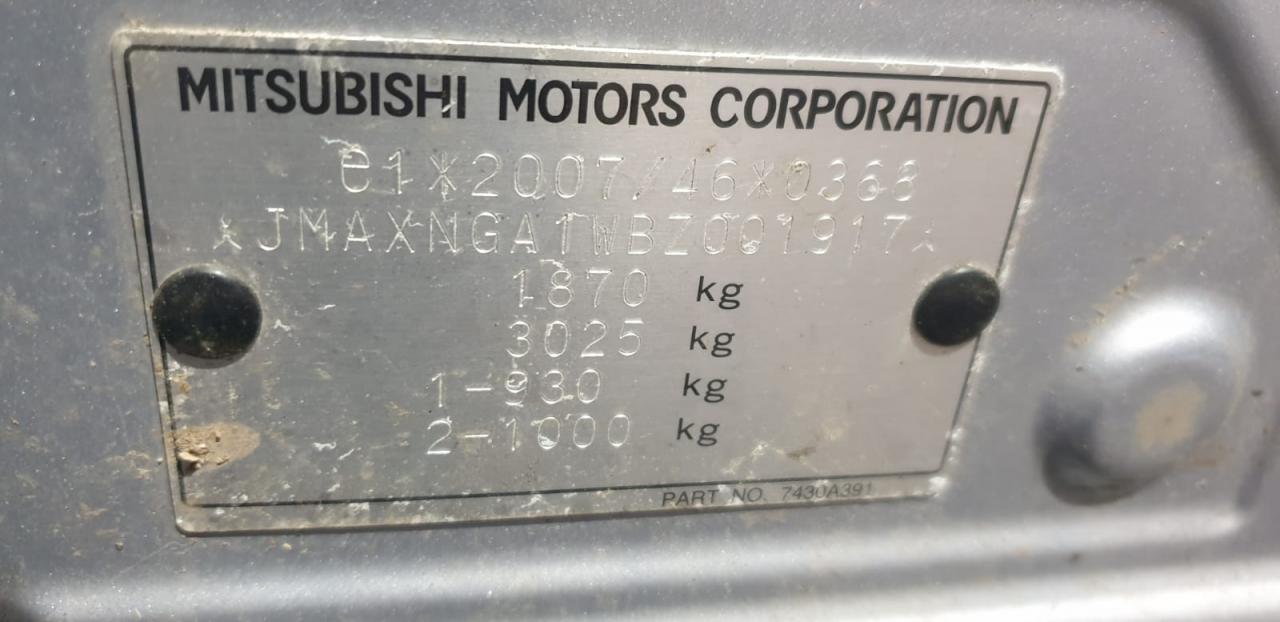 MITSUBISHI MOTORS CORPORATION
e1*2007/46*0368
*JMAXNGA1WBZ001917*
1870 kg
3025 kg
1-930 kg
2-1000 kg
PART NO. 7430A391